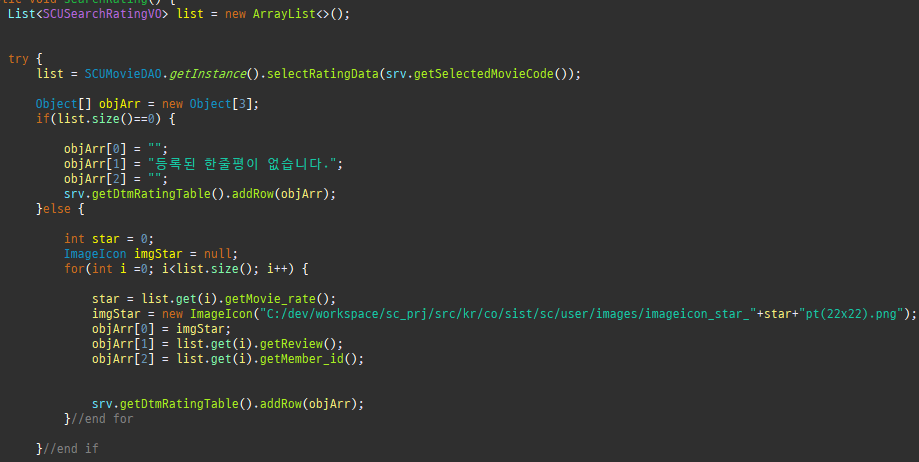 lic void searchRating() {
List<SCUSearchRatingVO> list = new ArrayList<>();
try {
list = SCUMovieDAO.getInstance().selectRatingData(srv.getSelectedMovieCode());
Object[] objArr = new Object[3];
if(list.size()==0) {
objArr[0] = "";
objArr[1] = "등록된 한줄평이 없습니다.";
objArr[2] = "";
srv.getDtmRatingTable().addRow(objArr);
}else {
int star = 0;
ImageIcon imgStar = null;
for(int i =0; i<list.size(); i++) {
star = list.get(i).getMovie_rate();
imgStar = new ImageIcon("C:/dev/workspace/sc_prj/src/kr/co/sist/sc/user/images/imageicon_star_"+star+"pt(22x22).png");
objArr[0] = imgStar;
objArr[1] = list.get(i).getReview();
objArr[2] = list.get(i).getMember_id();
srv.getDtmRatingTable().addRow(objArr);
}//end for
}//end if